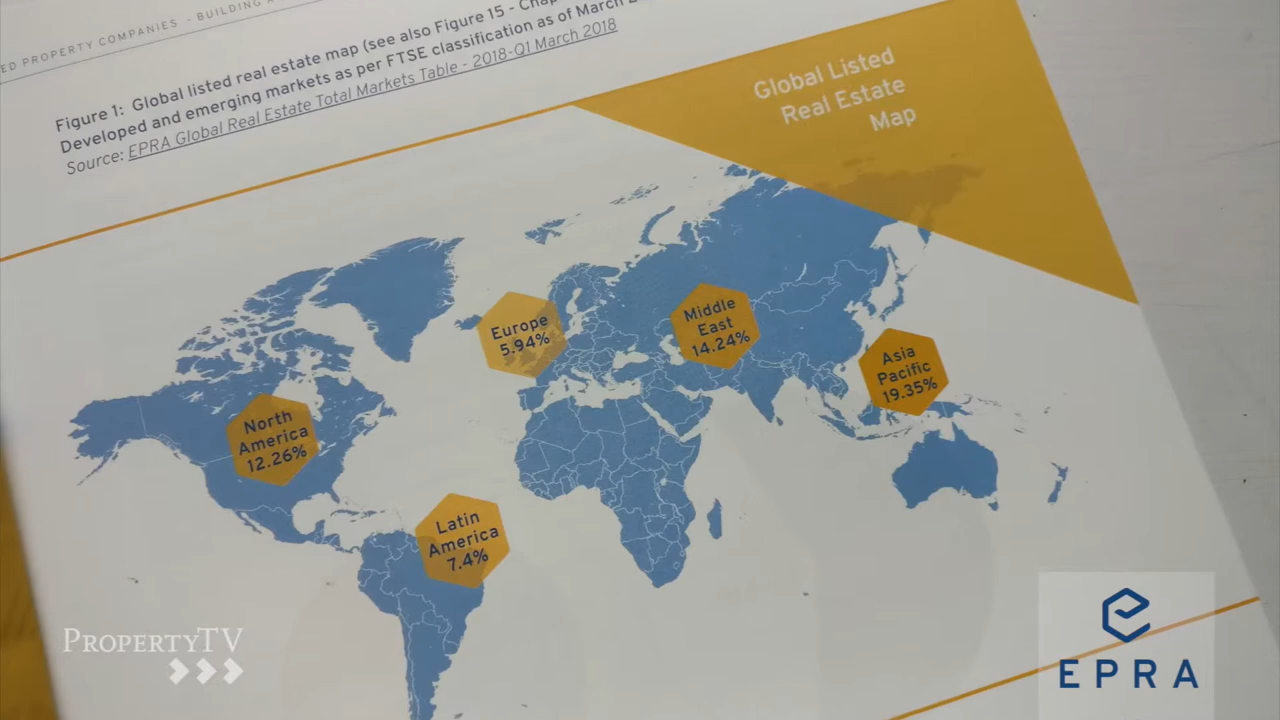 ED PROPERTY COMPANIES - BUILDING
Figure 1: Global listed real estate map (see also Figure 15 -
Developed and emerging markets as per FTSE classification as of March
Source: EPRA Global Real Estate Total Markets Table - 2018-Q1 March 2018
Global Listed
Real Estate
Map
Europe
5.94%
Middle
East
14.24%
Asia
Pacific
19.35%
North
America
12.26%
Latin
America
7.4%
PROPERTYTV
EPRA